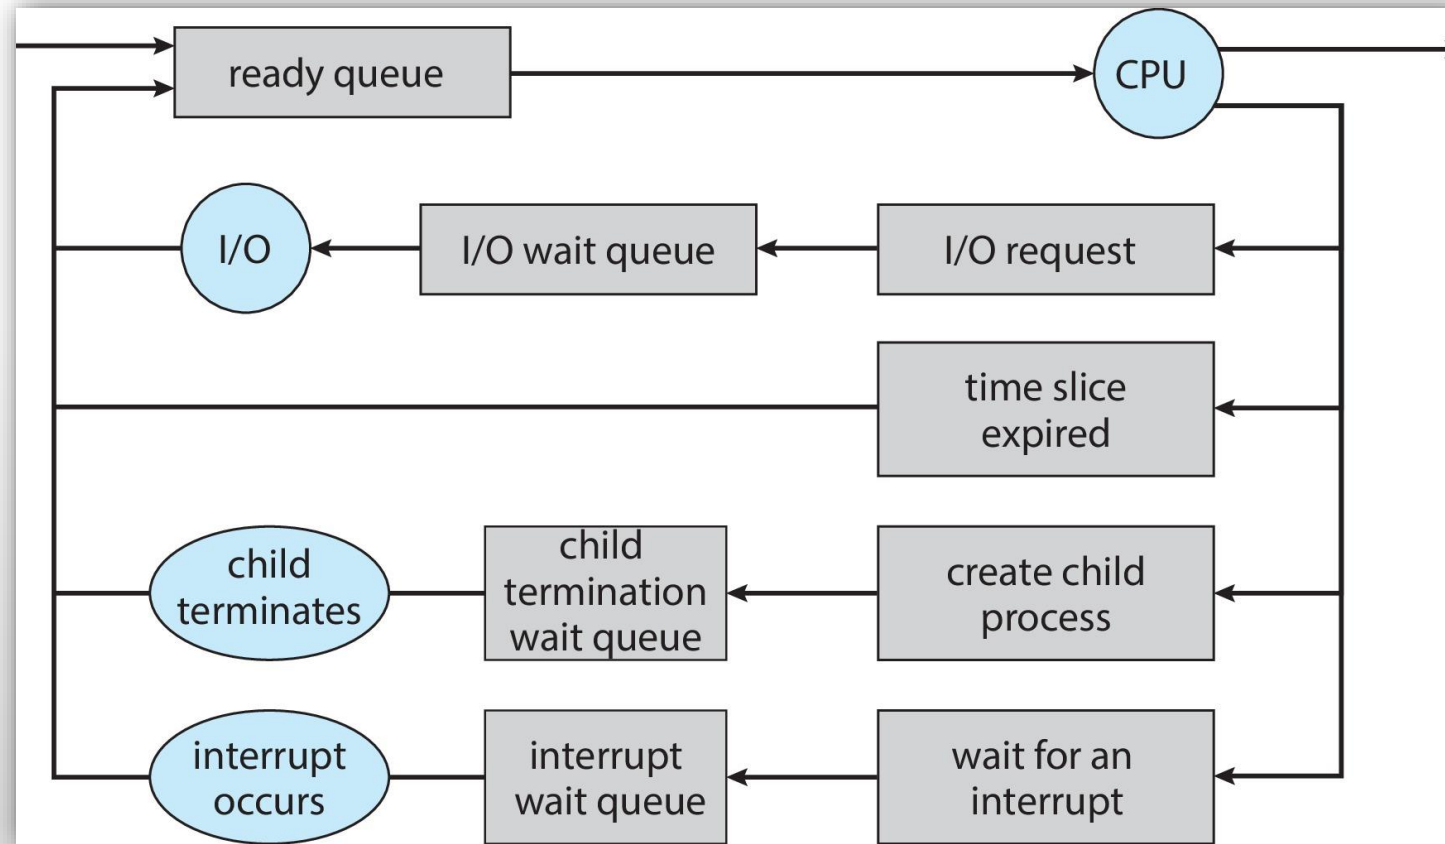 ready queue
CPU
I/O
I/O wait queue
I/O request
time slice
expired
child
terminates
child
termination
wait queue
create child
process
interrupt
occurs
interrupt
wait queue
wait for an
interrupt